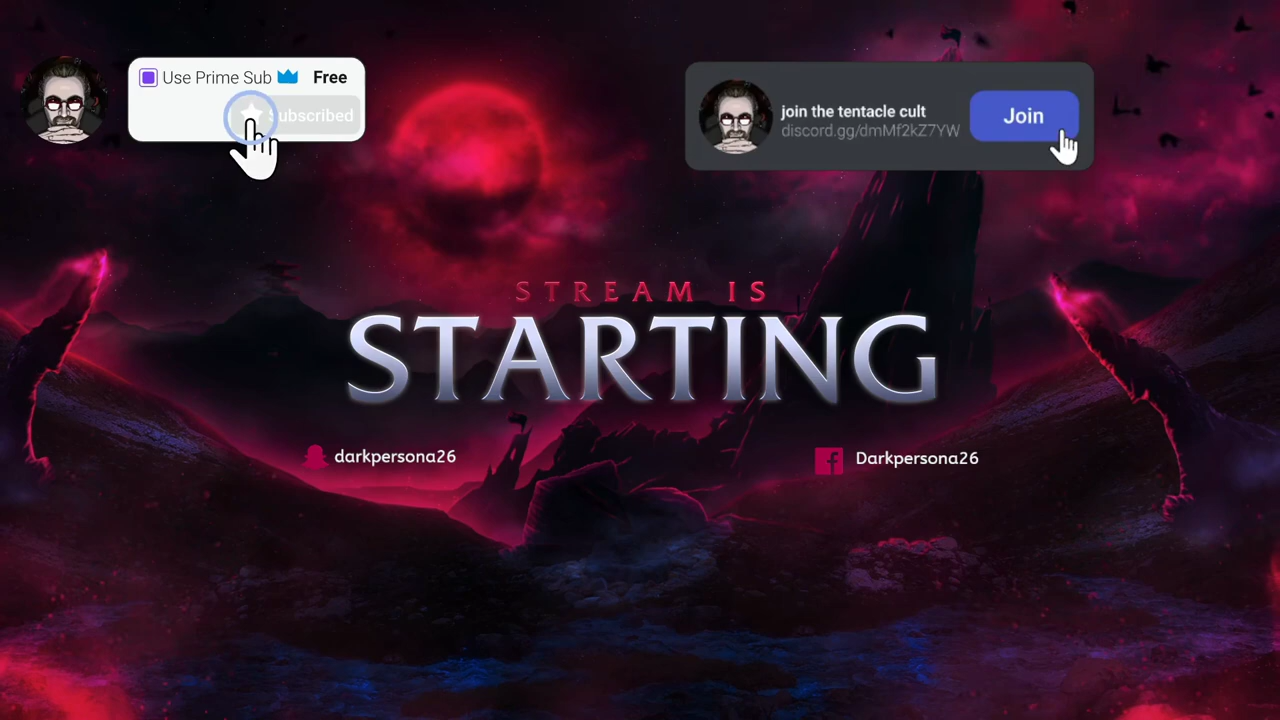 Use Prime Sub Free
Subscribed
join the tentacle cult
discord.gg/dmMf2kZ7YW
Join
STREAM IS
STARTING
darkpersona26
Darkpersona26